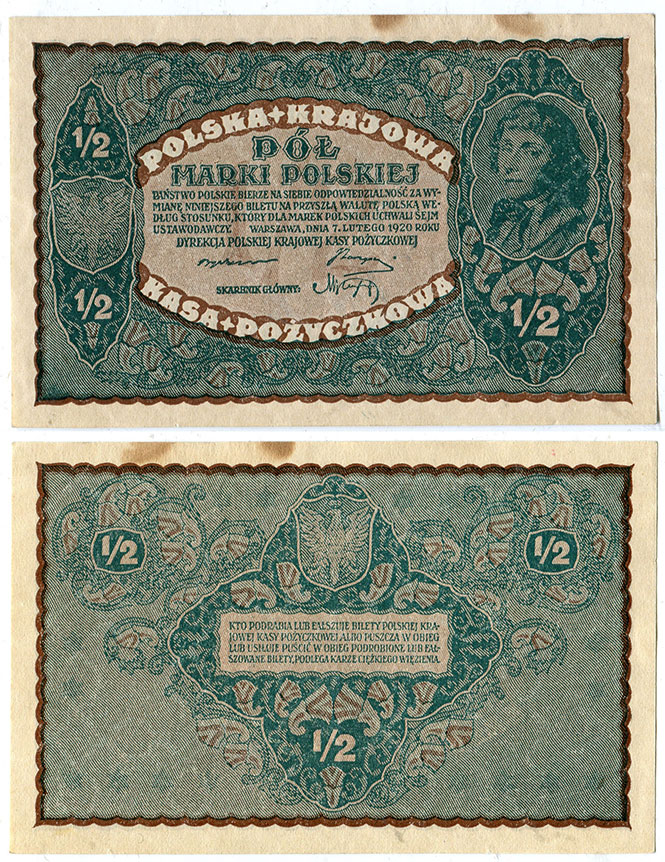 1/2
POLSKA+KRAJOWA
PÓŁ
MARKI POLSKIEJ
PAŃSTWO POLSKIE BIERZE NA SIEBIE ODPOWIEDZIALNOŚĆ ZA WY-
MIANĘ NINIEJSZEGO BILETU NA PRZYSZŁĄ WALUTĘ POLSKĄ WE-
DŁUG STOSUNKU, KTÓRY DLA MAREK POLSKICH UCHWALI SEJM
USTAWODAWCZY WARSZAWA, DNIA 7. LUTEGO 1920 ROKU
DYREKCJA POLSKIEJ KRAJOWEJ KASY POŻYCZKOWEJ
SKARBNIK GŁÓWNY:
KASA+POŻYCZKOWA
1/2
1/2
1/2
1/2
KTO PODRABIA LUB FAŁSZUJE BILETY POLSKIEJ KRA-
JOWEJ KASY POŻYCZKOWEJ ALBO PUSZCZA W OBIEG
LUB USIŁUJE PUŚCIĆ W OBIEG PODROBIONE LUB FAŁ-
SZOWANE BILETY, PODLEGA KARZE CIĘŻKIEGO WIĘZIENIA.
1/2